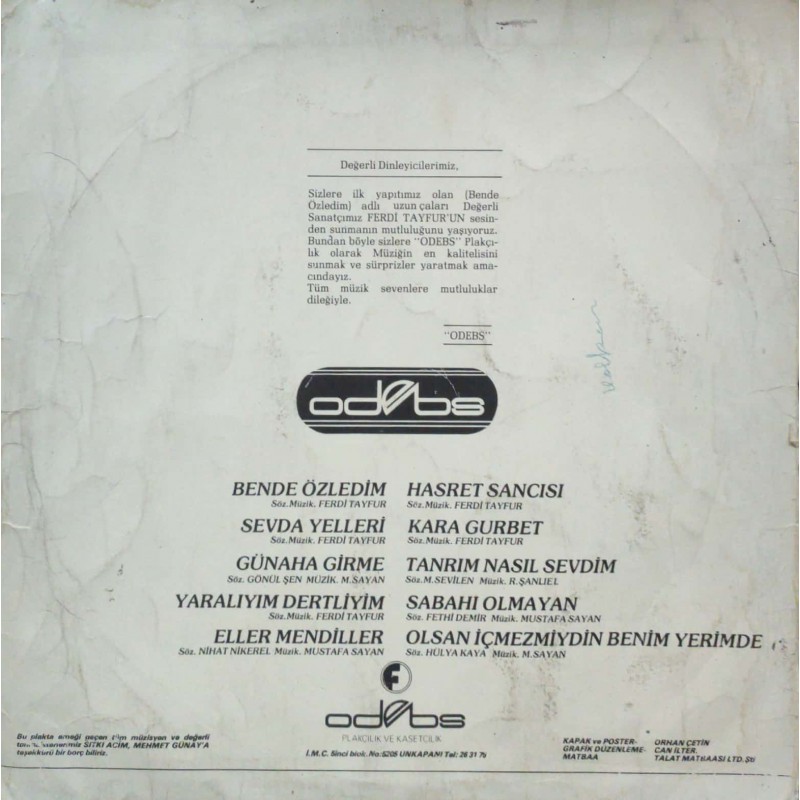 Değerli Dinleyicilerimiz,
Sizlere ilk yapıtımız olan (Bende
Özledim) adlı uzun çaları Değerli
Sanatçımız FERDİ TAYFUR'UN sesin-
den sunmanın mutluluğunu yaşıyoruz.
Bundan böyle sizlere "ODEBS" Plakçı-
lık olarak Müziğin en kalitelisini
sunmak ve sürprizler yaratmak ama-
cındayız.
Tüm müzik sevenlere mutluluklar
dileğiyle.
"ODEBS"
odebs
BENDE ÖZLEDİM
Söz.Müzik. FERDİ TAYFUR
SEVDA YELLERİ
Söz.Müzik. FERDİ TAYFUR
GÜNAHA GİRME
Söz. GÖNÜL ŞEN MÜZİK. M.SAYAN
YARALIYIM DERTLİYİM
Söz.Müzik. FERDİ TAYFUR
ELLER MENDİLLER
Söz. NİHAT NİKEREL Müzik. MUSTAFA SAYAN
HASRET SANCISI
Söz.Müzik. FERDİ TAYFUR
KARA GURBET
Söz.Müzik. FERDİ TAYFUR
TANRIM NASIL SEVDİM
Söz.M.SEVİLEN Müzik. R.ŞANLIEL
SABAHI OLMAYAN
Söz. FETHİ DEMİR Müzik. MUSTAFA SAYAN
OLSAN İÇMEZMİYDİN BENİM YERİMDE
Söz. HÜLYA KAYA Müzik. M.SAYAN
F
odebs
PLAKÇILIK VE KASETCİLİK
İ.M.C. 5inci blok. No:5205 UNKAPANI Tel: 26 31 79
Bu plakta emeği geçen tüm müzisyen ve değerli
SITKI ACİM, MEHMET GÜNAY'A
teşekkürü bir borç biliriz.
KAPAK ve POSTER- ORHAN ÇETİN
GRAFİK DÜZENLEME- CAN İLTER.
MATBAA TALAT MATBAASI LTD.Ştİ